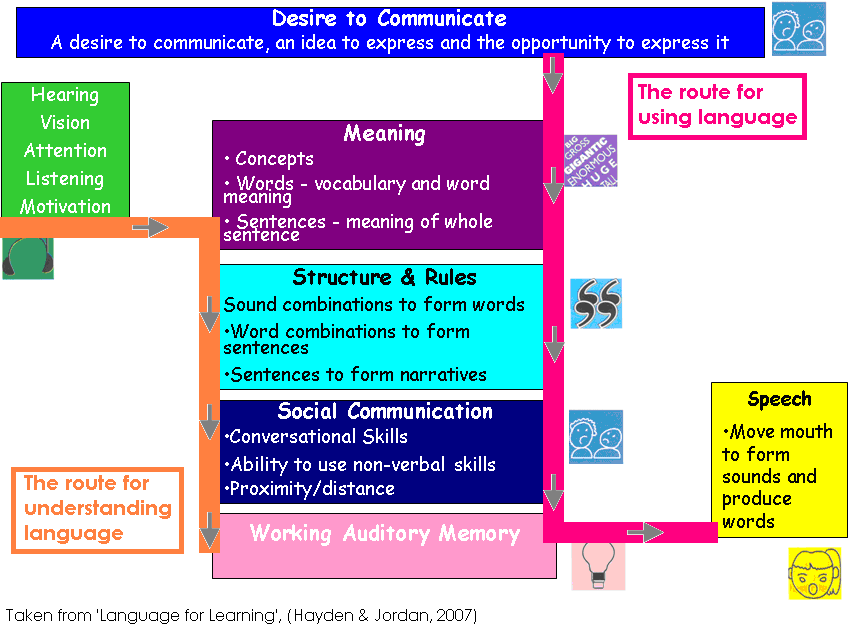 Desire to Communicate
A desire to communicate, an idea to express and the opportunity to express it
Hearing
Vision
Attention
Listening
Motivation
The route for
using language
Meaning
• Concepts
• Words - vocabulary and word
meaning
• Sentences - meaning of whole
sentence
BIG
GROSS
GIGANTIC
ENORMOUS
HUGE
TALL
Structure & Rules
Sound combinations to form words
•Word combinations to form
sentences
•Sentences to form narratives
Social Communication
•Conversational Skills
•Ability to use non-verbal skills
•Proximity/distance
Speech
•Move mouth
to form
sounds and
produce
words
The route for
understanding
language
Working Auditory Memory
Taken from 'Language for Learning', (Hayden & Jordan, 2007)